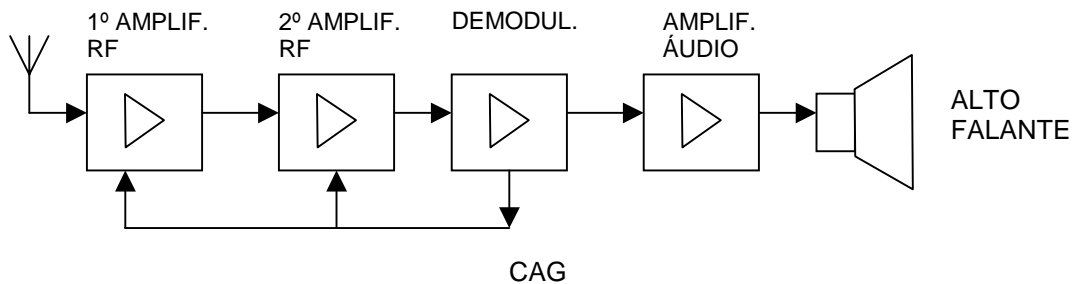 1º AMPLIF.
RF
2º AMPLIF.
RF
DEMODUL.
AMPLIF.
ÁUDIO
ALTO
FALANTE
CAG